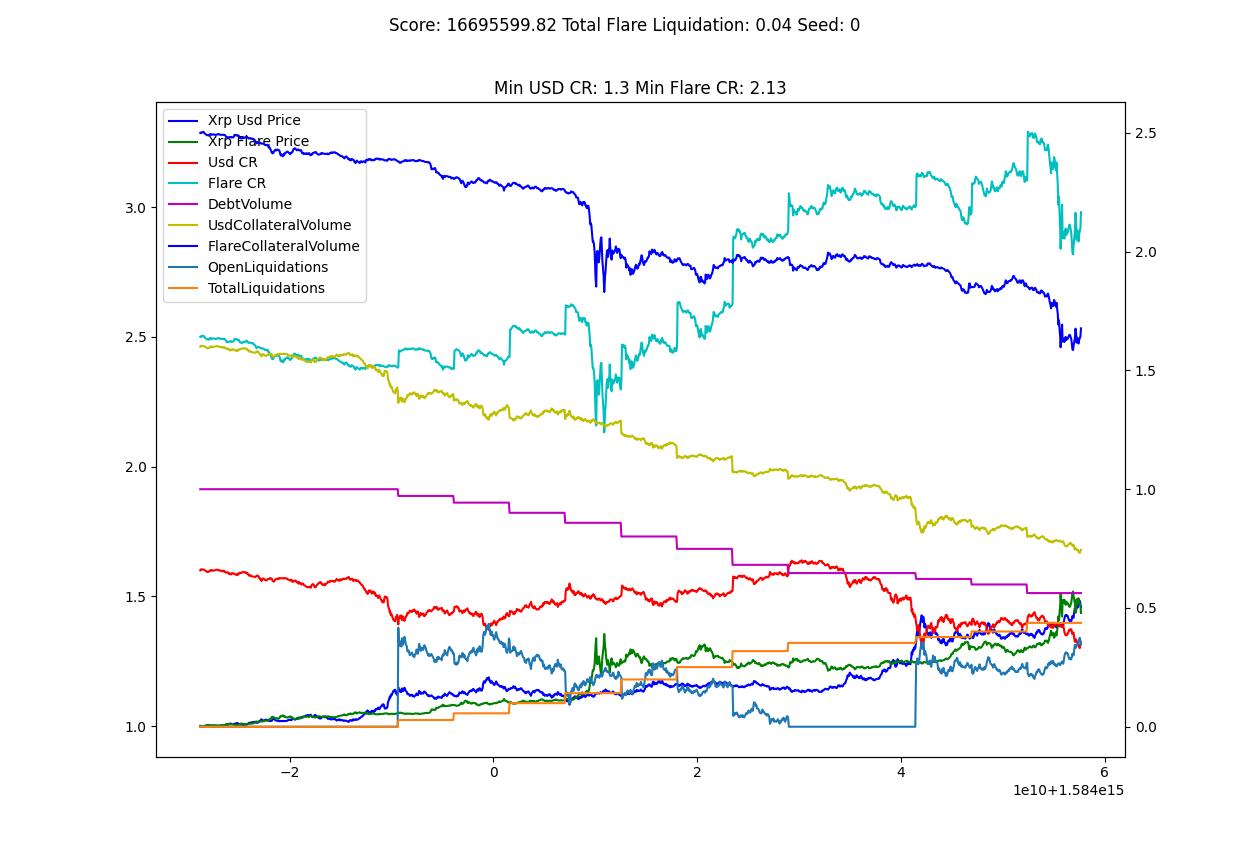 Score: 16695599.82 Total Flare Liquidation: 0.04 Seed: 0
Min USD CR: 1.3 Min Flare CR: 2.13
Xrp Usd Price
Xrp Flare Price
Usd CR
Flare CR
DebtVolume
UsdCollateralVolume
FlareCollateralVolume
OpenLiquidations
TotalLiquidations
3.0
2.5
2.0
1.5
1.0
2.5
2.0
1.5
1.0
0.5
0.0
−2 0 2 4 6
1e10+1.584e15